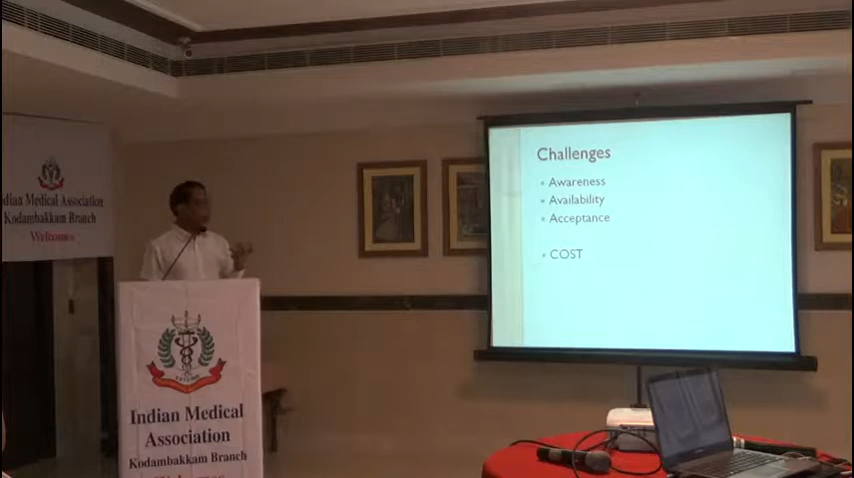 Indian Medical Association
Kodambakkam Branch
Welcomes
Challenges
Awareness
Availability
Acceptance
COST
Indian Medical
Association
Kodambakkam Branch